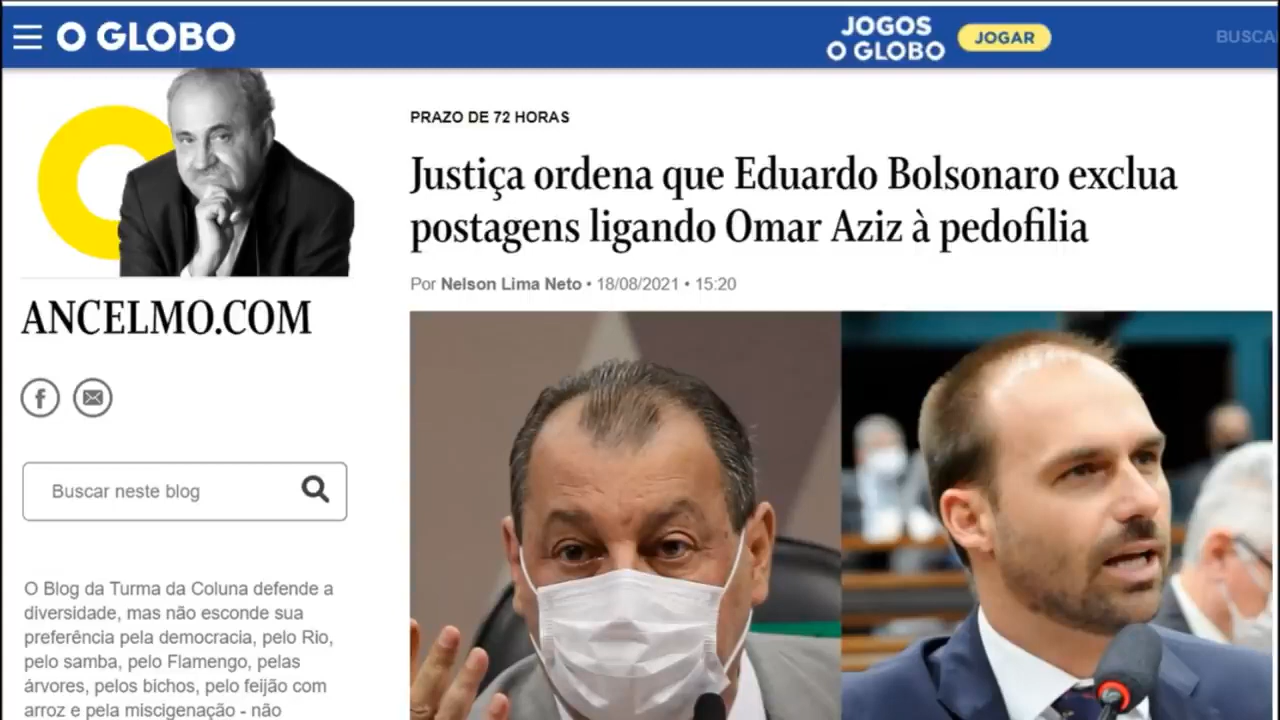 O GLOBO
JOGOS
O GLOBO
JOGAR
BUSCA
PRAZO DE 72 HORAS
Justiça ordena que Eduardo Bolsonaro exclua
postagens ligando Omar Aziz à pedofilia
Por Nelson Lima Neto • 18/08/2021 • 15:20
ANCELMO.COM
Buscar neste blog
O Blog da Turma da Coluna defende a
diversidade, mas não esconde sua
preferência pela democracia, pelo Rio,
pelo samba, pelo Flamengo, pelas
árvores, pelos bichos, pelo feijão com
arroz e pela miscigenação - não